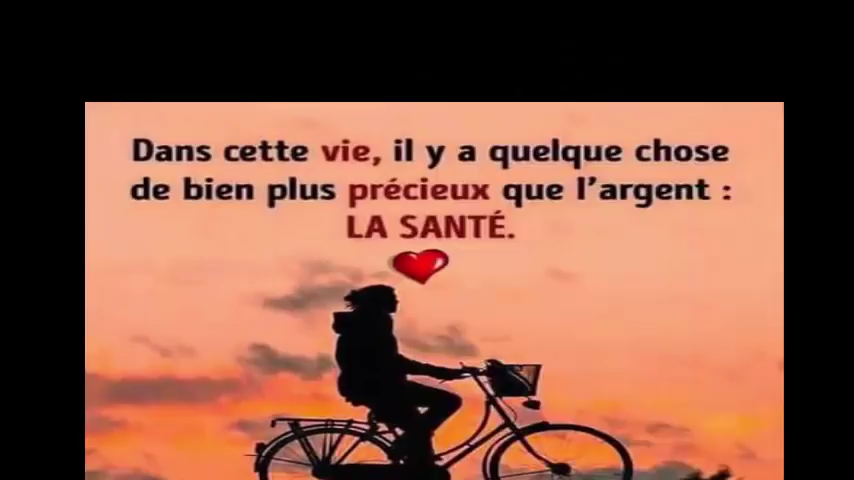 Dans cette vie, il y a quelque chose
de bien plus précieux que l'argent :
LA SANTÉ.